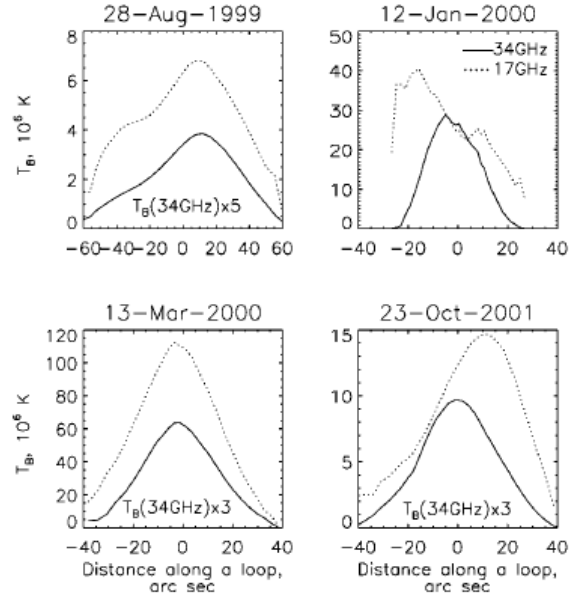 28-Aug-1999
8
6
4
2
0
T_B, 10^6 K
T_B(34GHz)x5
-60-40-20 0 20 40 60
12-Jan-2000
34GHz
17GHz
50
40
30
20
10
0
-40 -20 0 20 40
13-Mar-2000
120
100
80
60
40
20
0
T_B, 10^6 K
T_B(34GHz)x3
-40 -20 0 20 40
Distance along a loop,
arc sec
23-Oct-2001
15
10
5
0
T_B(34GHz)x3
-40 -20 0 20 40
Distance along a loop,
arc sec